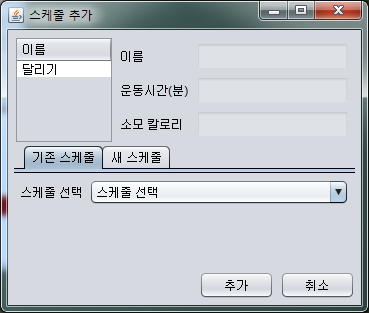 스케줄 추가
이름
달리기
이름
운동시간(분)
소모 칼로리
기존 스케줄
새 스케줄
스케줄 선택
스케줄 선택
추가
취소